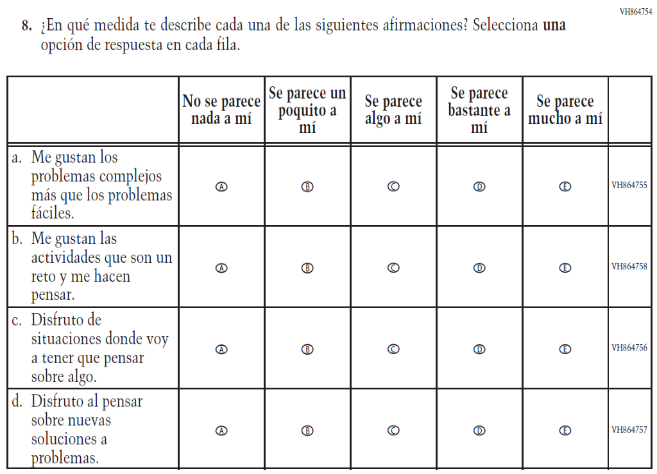 VH864754
8. ¿En qué medida te describe cada una de las siguientes afirmaciones? Selecciona una
opción de respuesta en cada fila.
No se parece
nada a mí
Se parece un
poquito a
mí
Se parece
algo a mí
Se parece
bastante a
mí
Se parece
mucho a mí
a. Me gustan los
problemas complejos
más que los problemas
fáciles.
A B C D E VH864755
b. Me gustan las
actividades que son un
reto y me hacen
pensar.
A B C D E VH864758
c. Disfruto de
situaciones donde voy
a tener que pensar
sobre algo.
A B C D E VH864756
d. Disfruto al pensar
sobre nuevas
soluciones a
problemas.
A B C D E VH864757